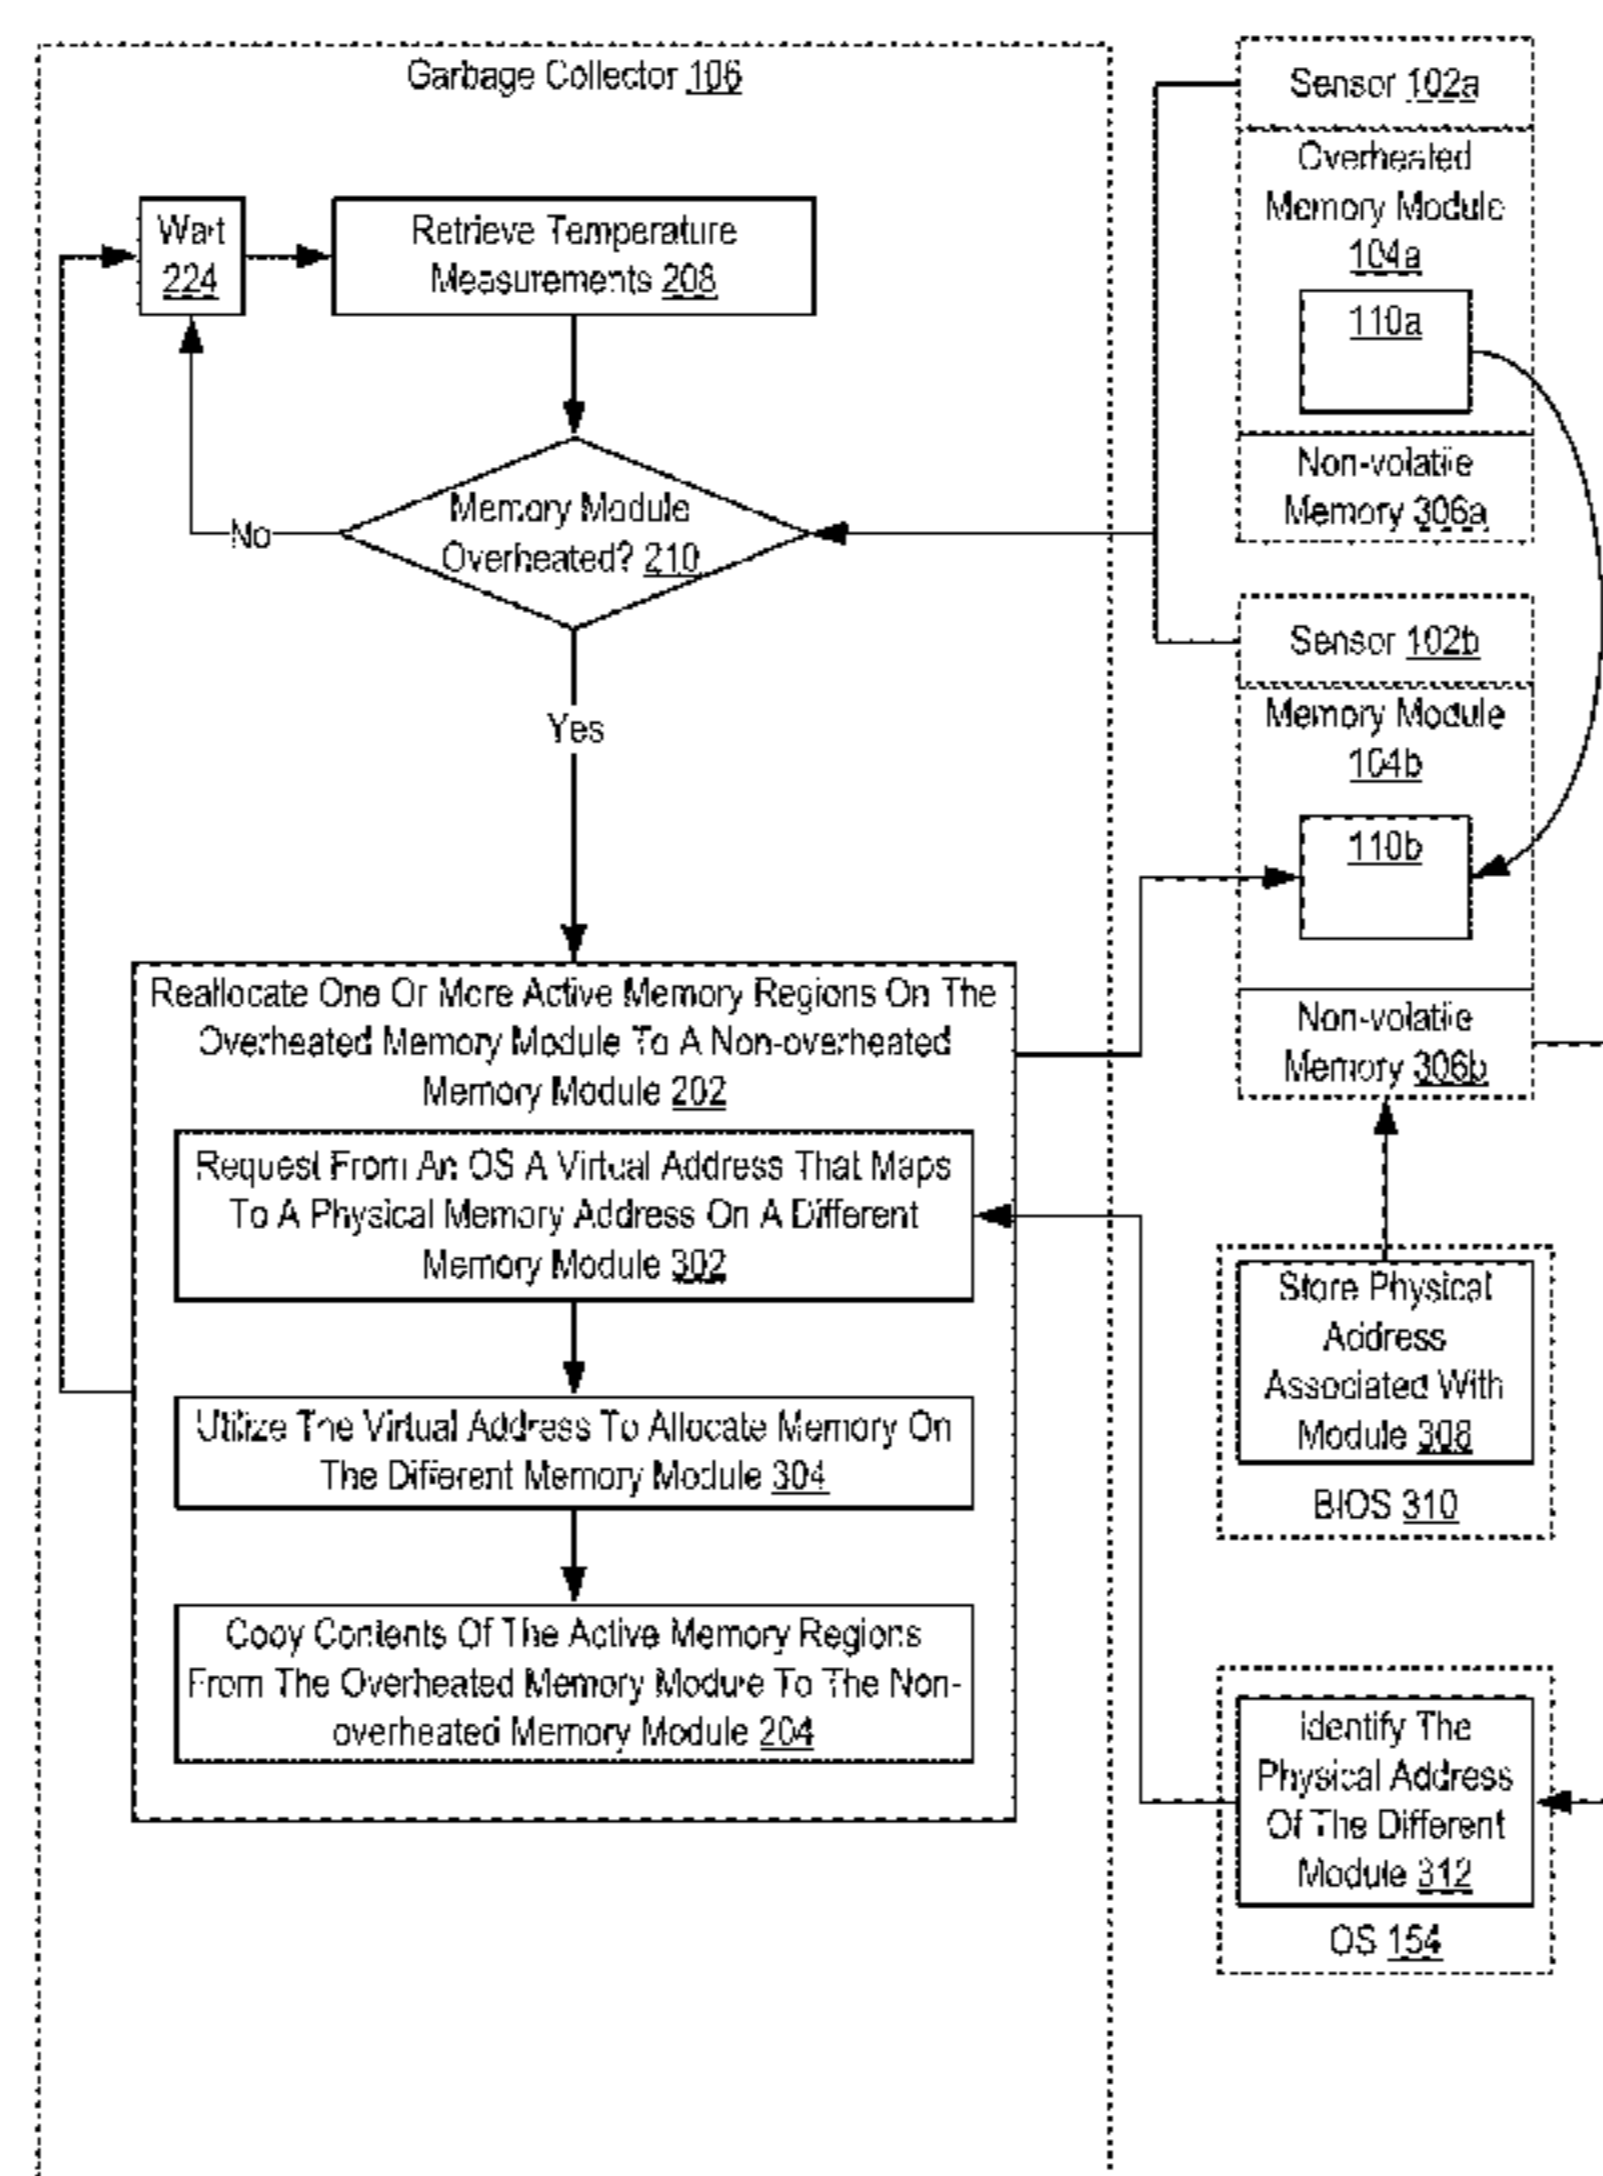 Garbage Collector 106
Wait
224
Retrieve Temperature
Measurements 208
Memory Module
Overheated? 210
No
Yes
Reallocate One Or More Active Memory Regions On The
Overheated Memory Module To A Non-overheated
Memory Module 202
Request From An OS A Virtual Address That Maps
To A Physical Memory Address On A Different
Memory Module 302
Utilize The Virtual Address To Allocate Memory On
The Different Memory Module 304
Copy Contents Of The Active Memory Regions
From The Overheated Memory Module To The Non-
overheated Memory Module 204
Sensor 102a
Overheated
Memory Module
104a
110a
Non-volatile
Memory 306a
Sensor 102b
Memory Module
104b
110b
Non-volatile
Memory 306b
Store Physical
Address
Associated With
Module 308
BIOS 310
Identify The
Physical Address
Of The Different
Module 312
OS 154